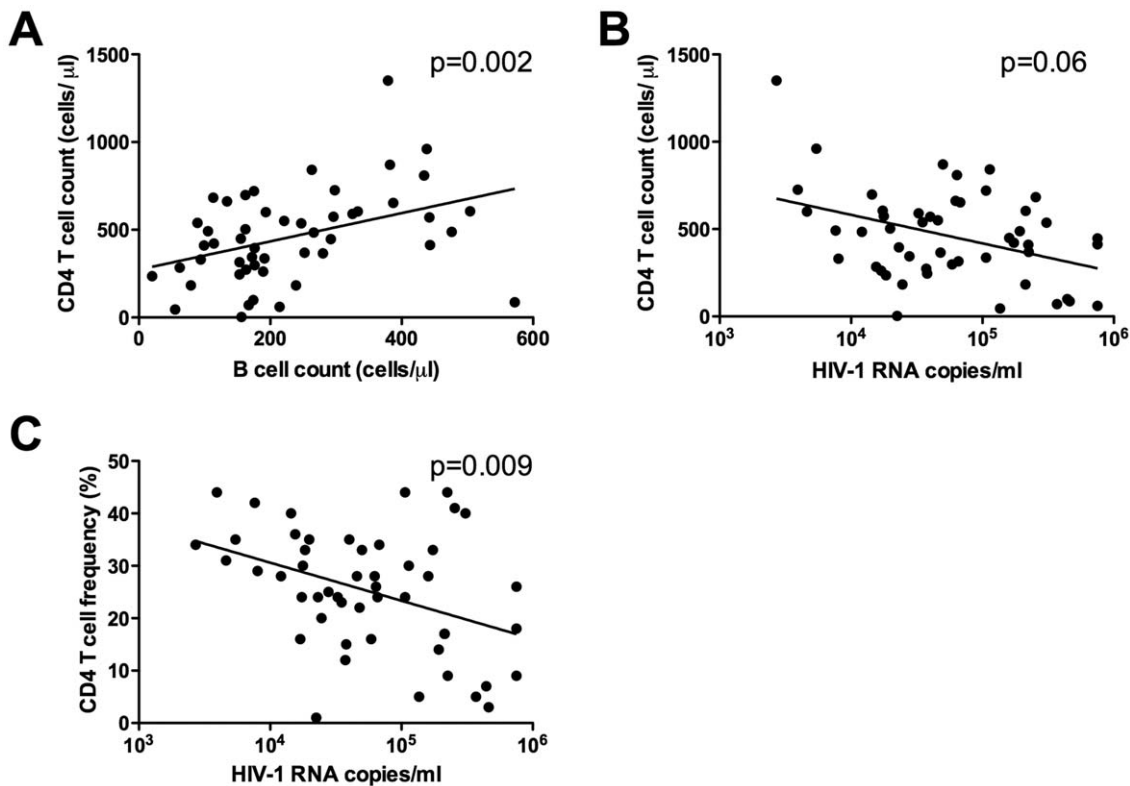 A
p=0.002
CD4 T cell count (cells/ μl)
1500
1000
500
0
0 200 400 600
B cell count (cells/μl)
B
p=0.06
CD4 T cell count (cells/ μl)
1500
1000
500
0
10³ 10⁴ 10⁵ 10⁶
HIV-1 RNA copies/ml
C
p=0.009
CD4 T cell frequency (%)
50
40
30
20
10
0
10³ 10⁴ 10⁵ 10⁶
HIV-1 RNA copies/ml